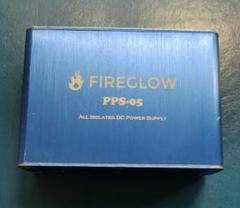 FIREGLOW
PPS-05
ALL ISOLATED DC POWER SUPPLY